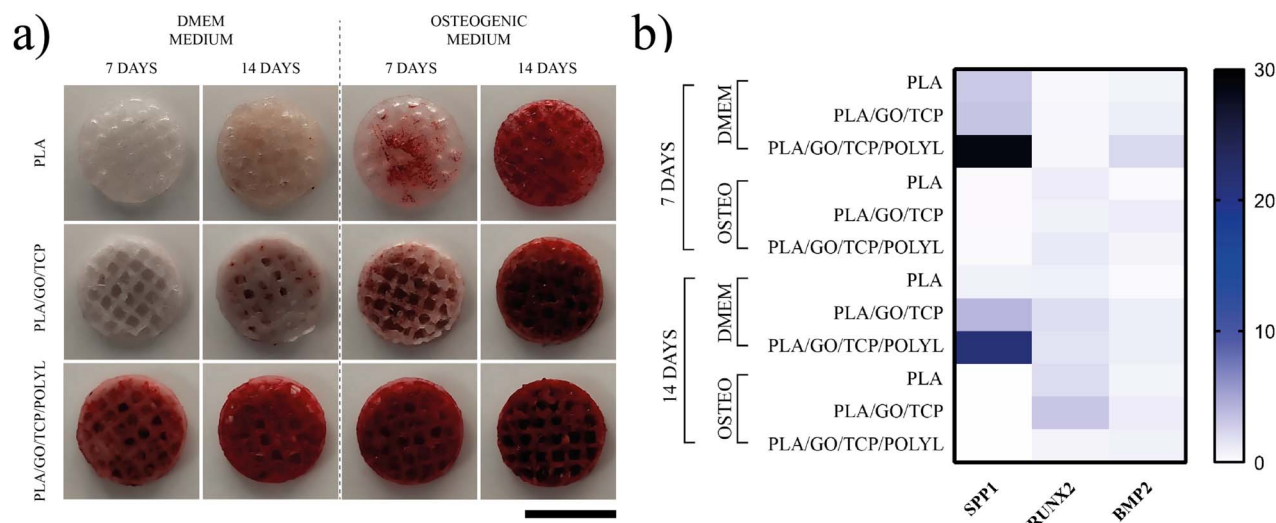 a)
DMEM
MEDIUM
OSTEOGENIC
MEDIUM
7 DAYS
14 DAYS
7 DAYS
14 DAYS
PLA
PLA/GO/TCP
PLA/GO/TCP/POLYL
b)
7 DAYS
14 DAYS
DMEM
OSTEO
DMEM
OSTEO
PLA
PLA/GO/TCP
PLA/GO/TCP/POLYL
PLA
PLA/GO/TCP
PLA/GO/TCP/POLYL
PLA
PLA/GO/TCP
PLA/GO/TCP/POLYL
PLA
PLA/GO/TCP
PLA/GO/TCP/POLYL
SPP1
RUNX2
BMP2
30
20
10
0